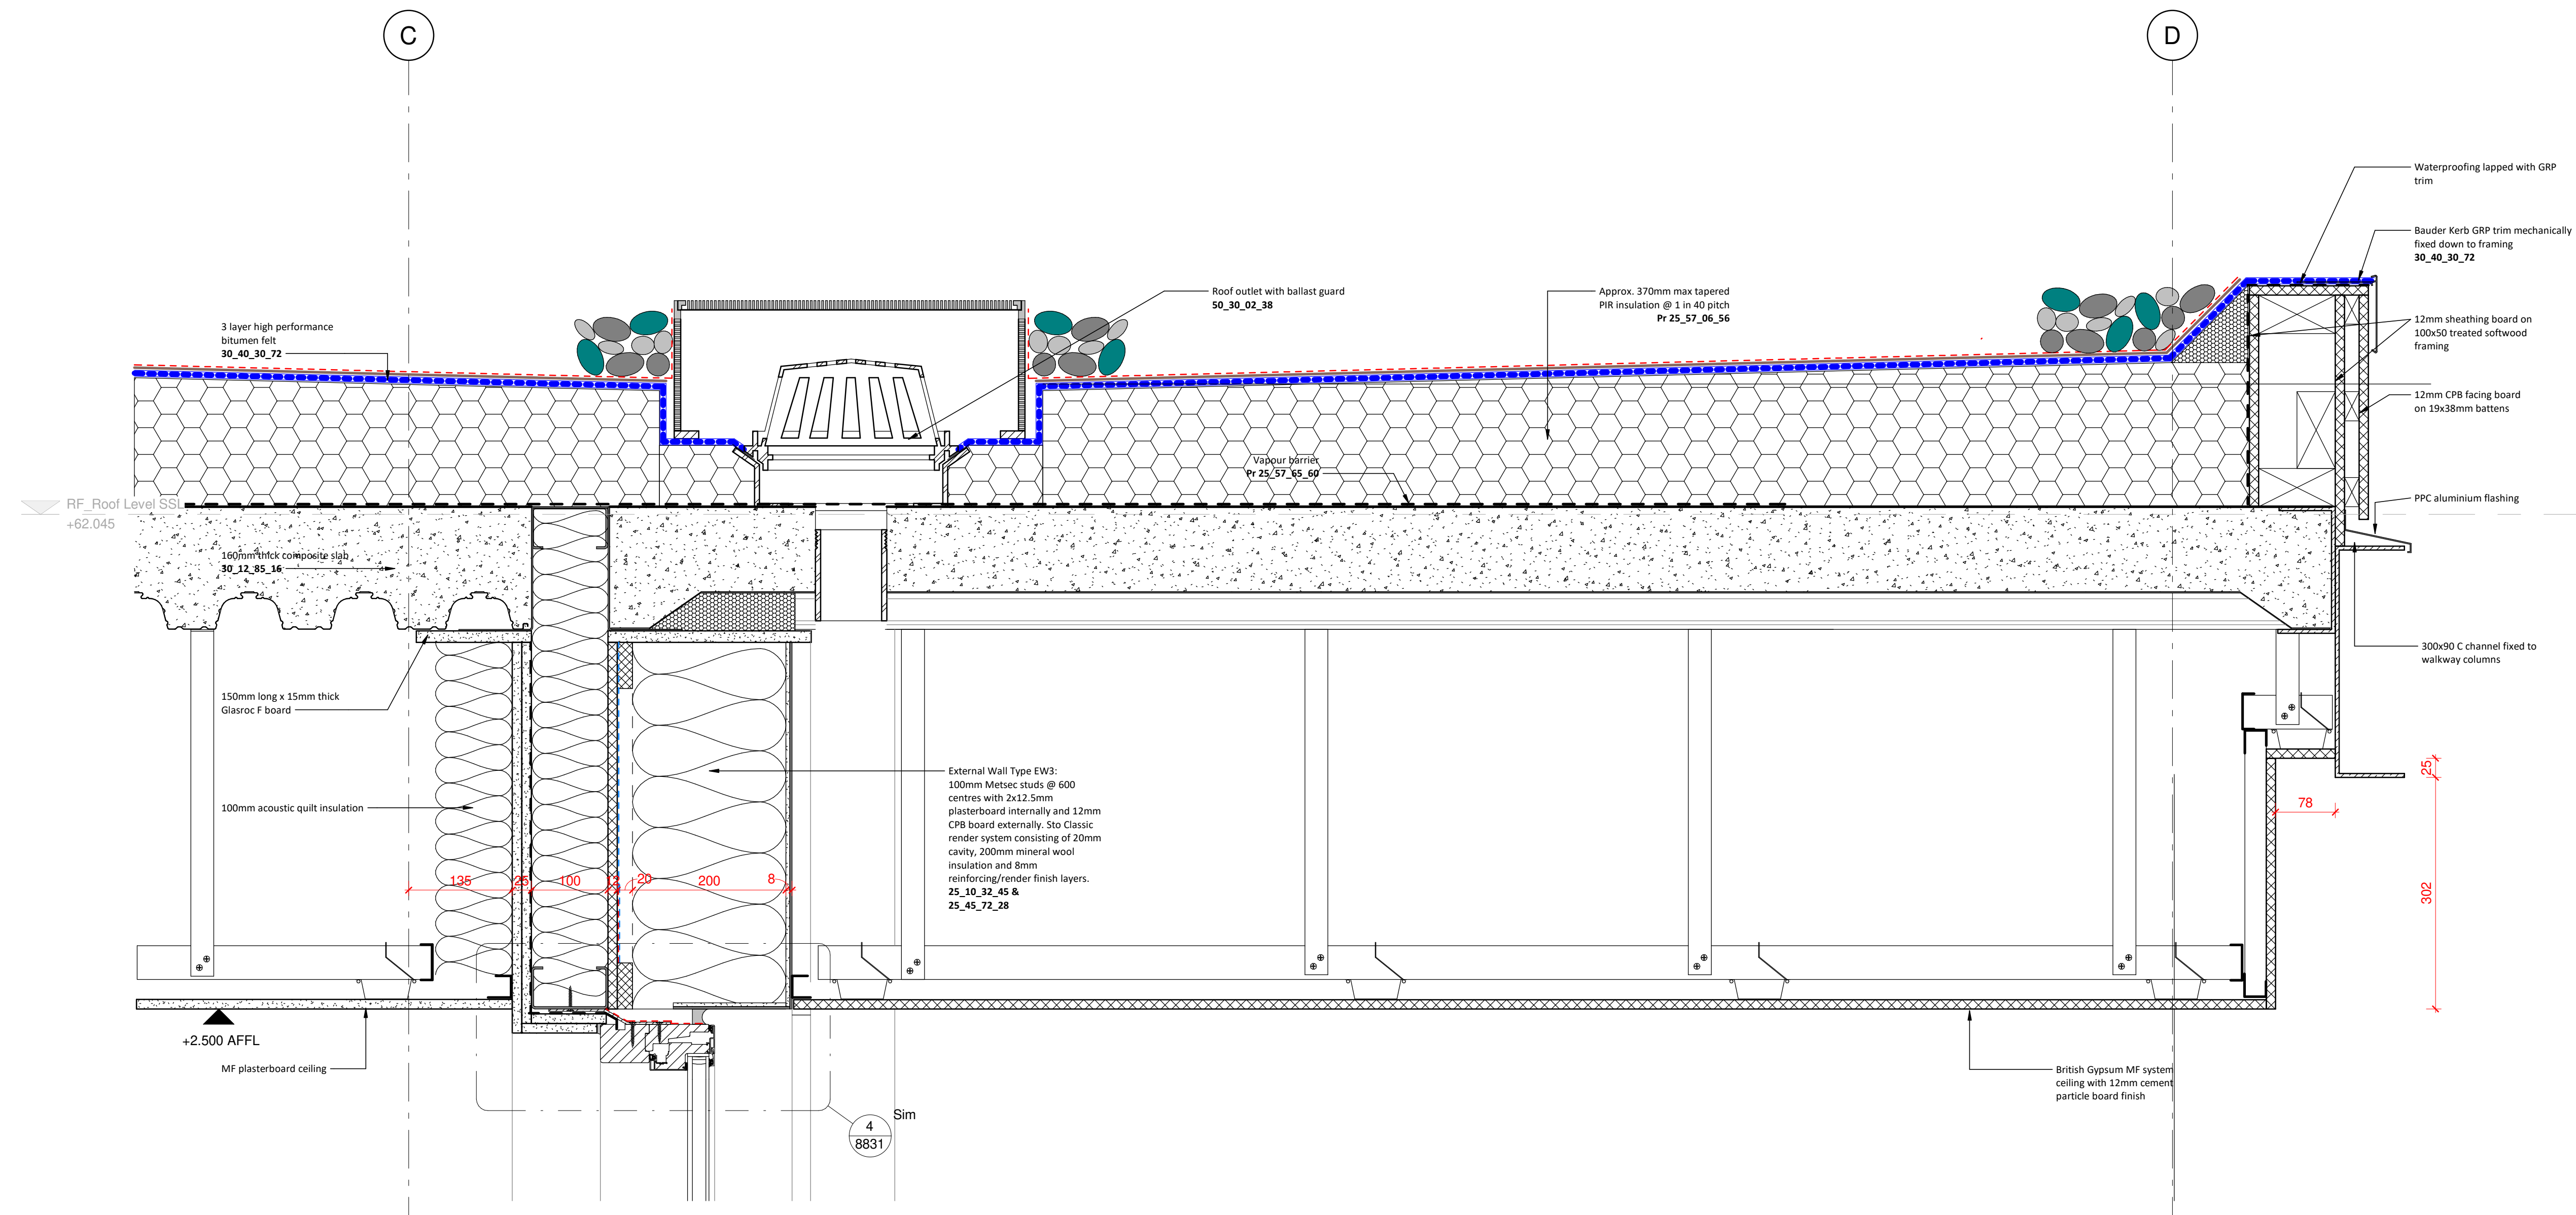 C
D
Waterproofing lapped with GRP
trim
Bauder Kerb GRP trim mechanically
fixed down to framing
30_40_30_72
Roof outlet with ballast guard
50_30_02_38
Approx. 370mm max tapered
PIR insulation @ 1 in 40 pitch
Pr 25_57_06_56
3 layer high performance
bitumen felt
30_40_30_72
12mm sheathing board on
100x50 treated softwood
framing
12mm CPB facing board
on 19x38mm battens
Vapour barrier
Pr 25_57_65_60
RF_Roof Level SSL
+62.045
PPC aluminium flashing
160mm thick composite slab
30_12_85_16
300x90 C channel fixed to
walkway columns
150mm long x 15mm thick
Glasroc F board
100mm acoustic quilt insulation
External Wall Type EW3:
100mm Metsec studs @ 600
centres with 2x12.5mm
plasterboard internally and 12mm
CPB board externally. Sto Classic
render system consisting of 20mm
cavity, 200mm mineral wool
insulation and 8mm
reinforcing/render finish layers.
25_10_32_45 &
25_45_72_28
25
78
302
135
25
100
12
20
200
8
+2.500 AFFL
MF plasterboard ceiling
British Gypsum MF system
ceiling with 12mm cement
particle board finish
Sim
4
8831